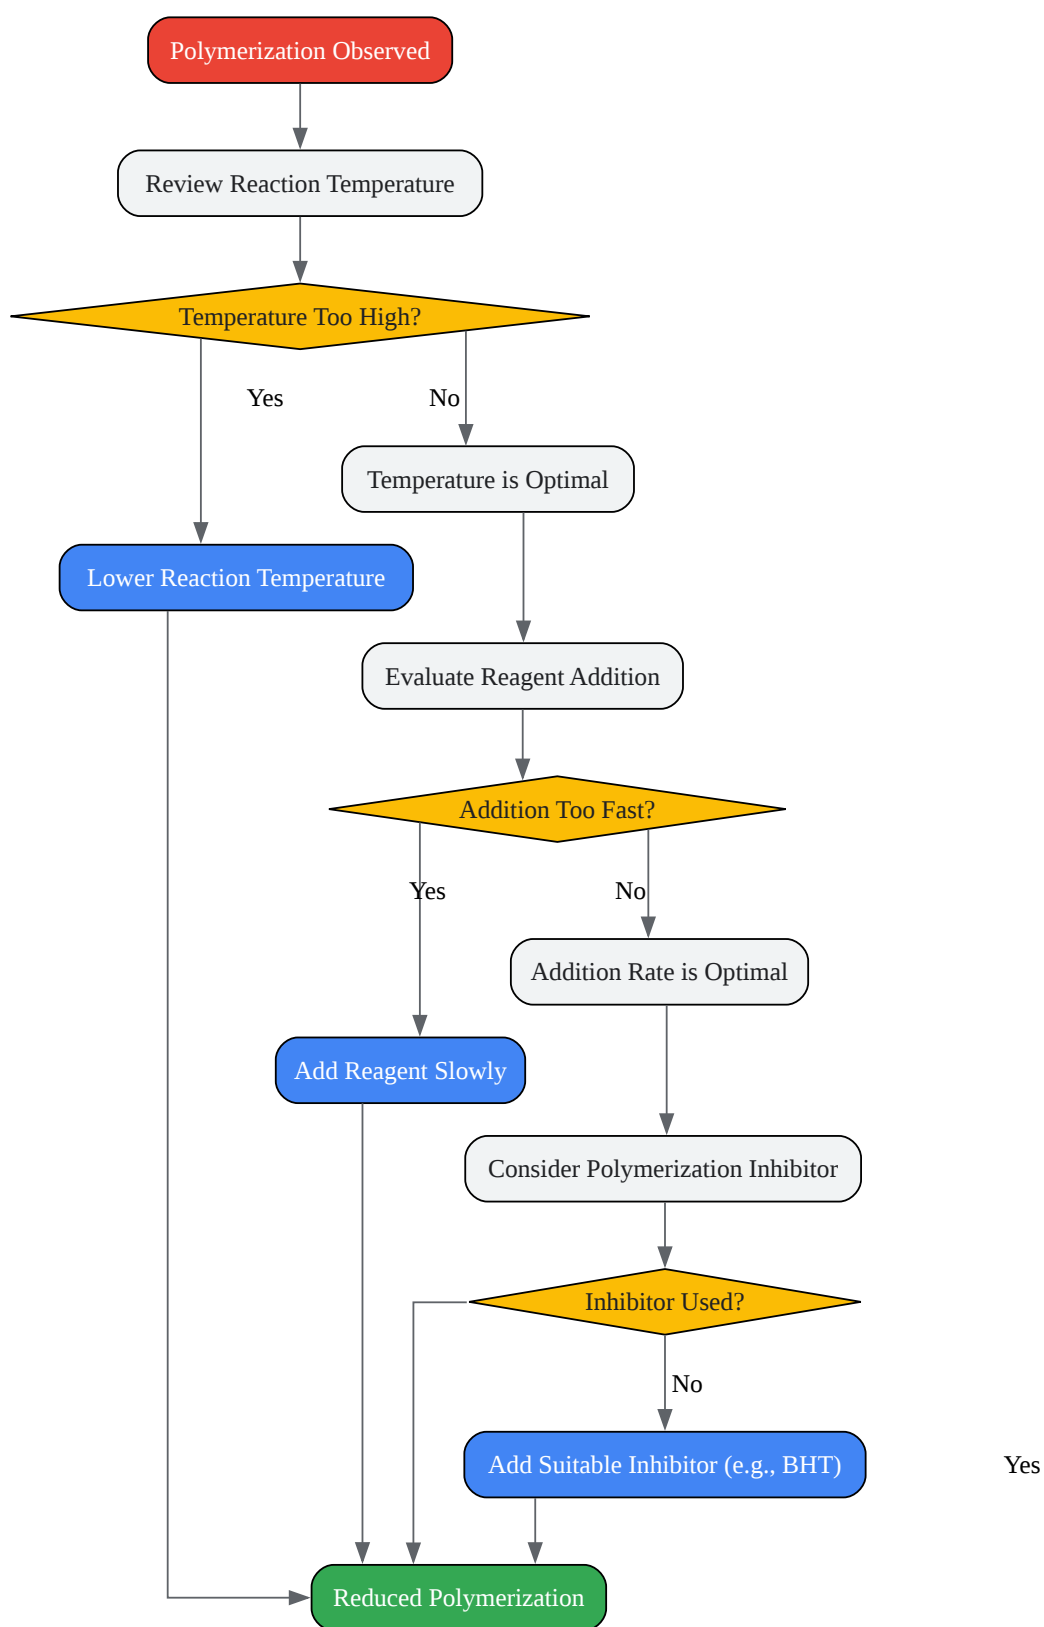 Polymerization Observed
Review Reaction Temperature
Temperature Too High?
Yes
No
Temperature is Optimal
Lower Reaction Temperature
Evaluate Reagent Addition
Addition Too Fast?
Yes
No
Addition Rate is Optimal
Add Reagent Slowly
Consider Polymerization Inhibitor
Inhibitor Used?
No
Add Suitable Inhibitor (e.g., BHT)
Yes
Reduced Polymerization